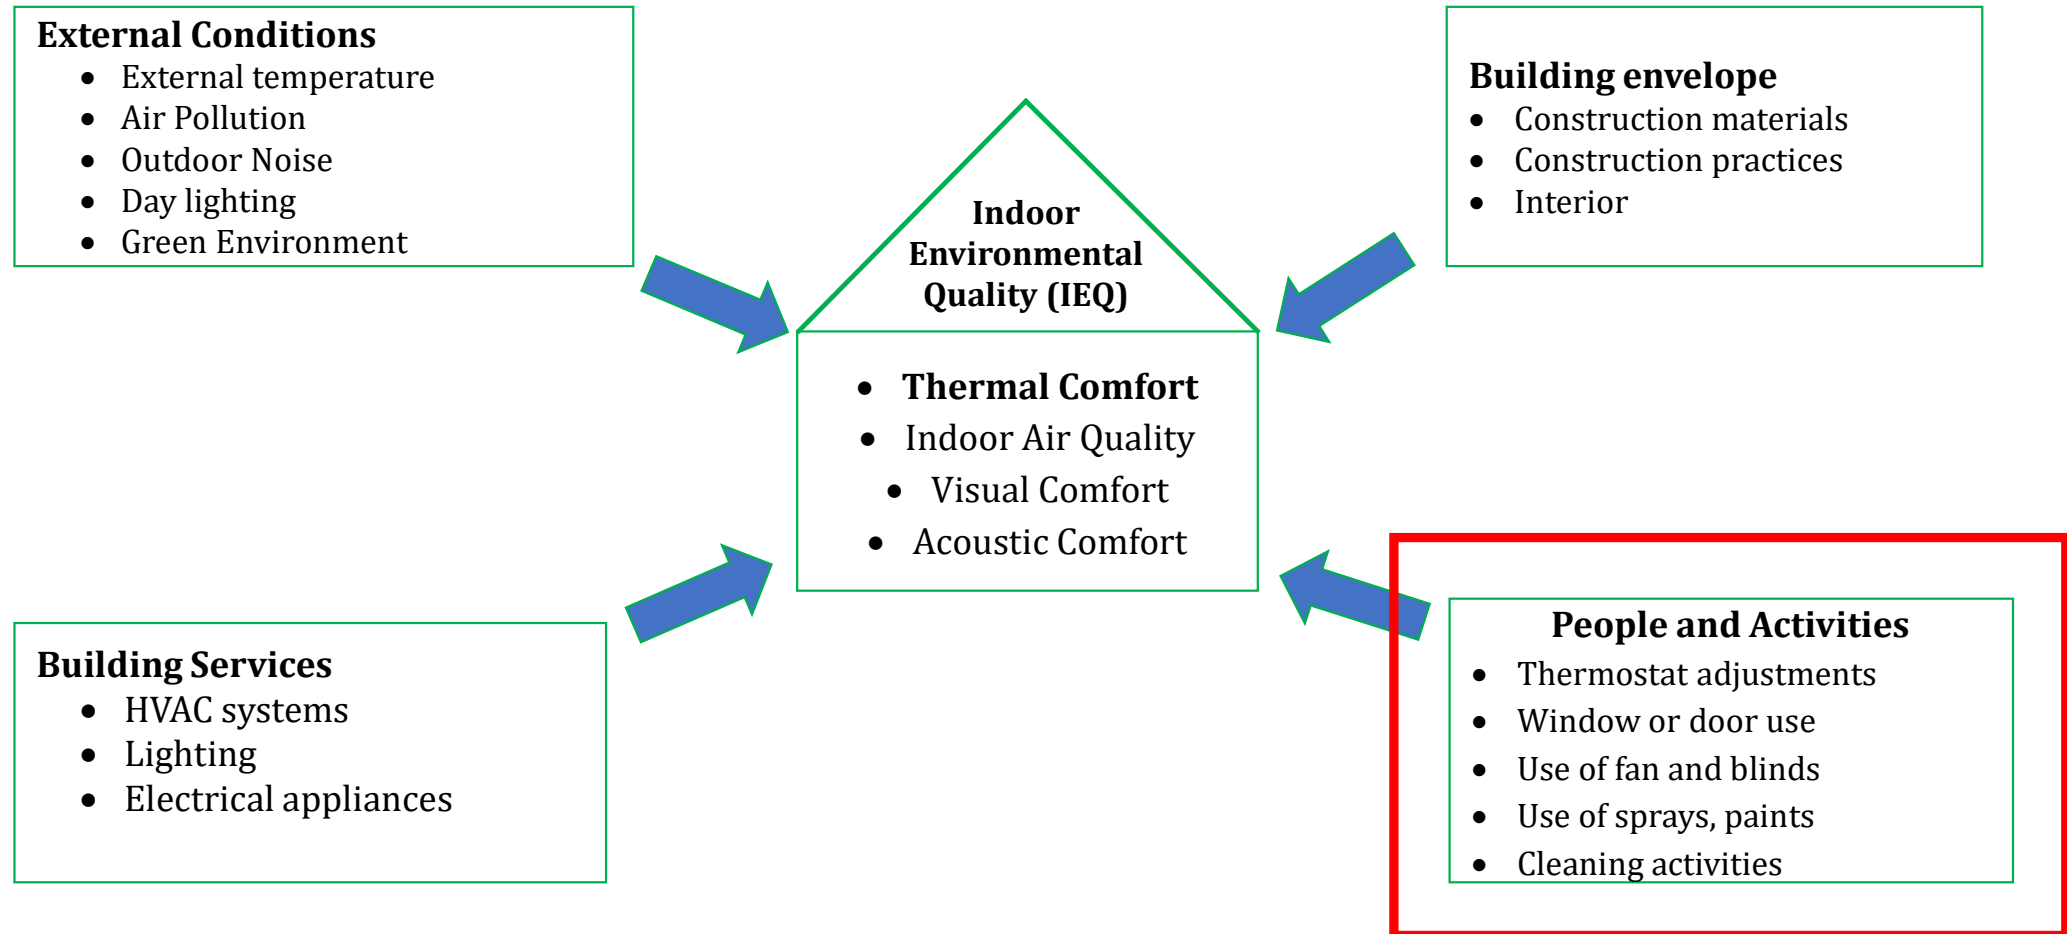 External Conditions
• External temperature
• Air Pollution
• Outdoor Noise
• Day lighting
• Green Environment
Building envelope
• Construction materials
• Construction practices
• Interior
Indoor
Environmental
Quality (IEQ)
• Thermal Comfort
• Indoor Air Quality
• Visual Comfort
• Acoustic Comfort
Building Services
• HVAC systems
• Lighting
• Electrical appliances
People and Activities
• Thermostat adjustments
• Window or door use
• Use of fan and blinds
• Use of sprays, paints
• Cleaning activities